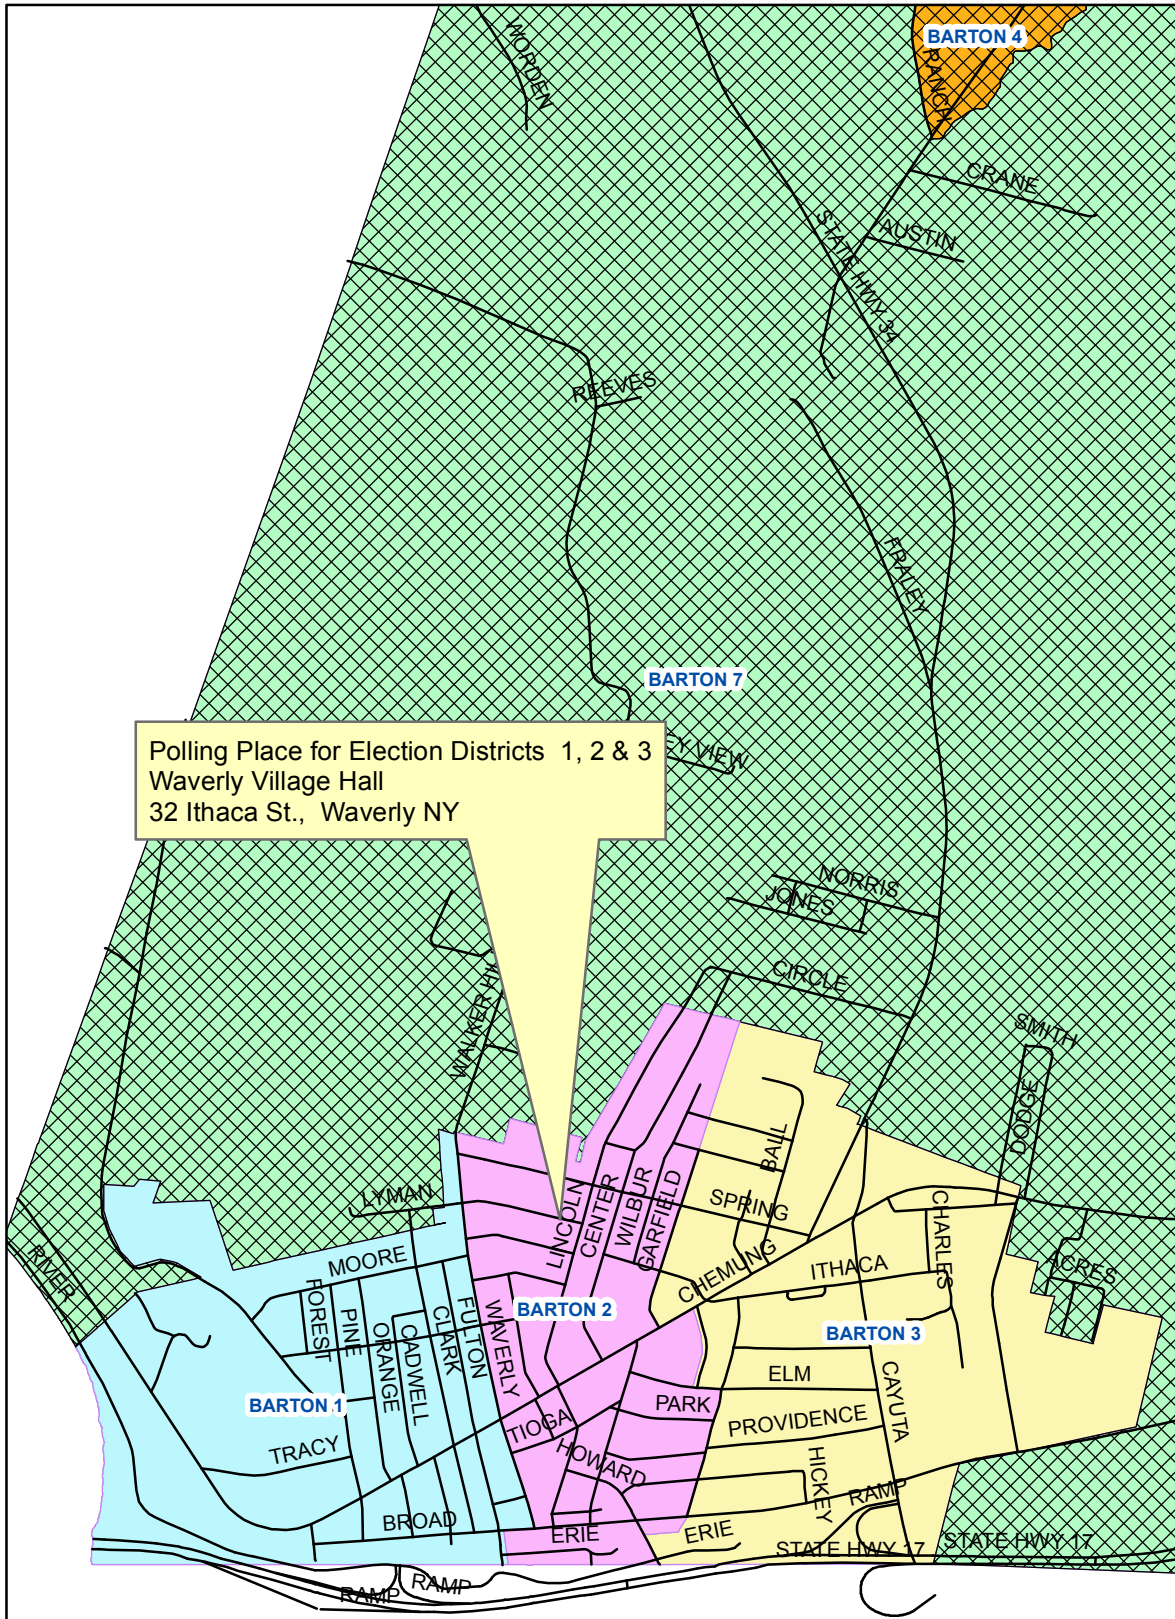 BARTON 4
WORDEN
RANCH
CRANE
AUSTIN
STATE HWY 34
REEVES
FRALEY
BARTON 7
EY VIEW
Polling Place for Election Districts 1, 2 & 3
Waverly Village Hall
32 Ithaca St., Waverly NY
NORRIS
JONES
CIRCLE
WALKER HI
SMITH
DODGE
BALL
LYMAN
LINCOLN
CENTER
WILBUR
GARFIELD
SPRING
CHARLES
MOORE
CHEMUNG
ITHACA
ACRES
RIVER
FOREST
PINE
ORANGE
CADWELL
CLARK
FULTON
WAVERLY
BARTON 2
BARTON 3
ELM
CAYUTA
BARTON 1
PARK
TIOGA
PROVIDENCE
TRACY
HOWARD
HICKEY
RAMP
BROAD
ERIE
ERIE
STATE HWY 17
STATE HWY 17
RAMP
RAMP